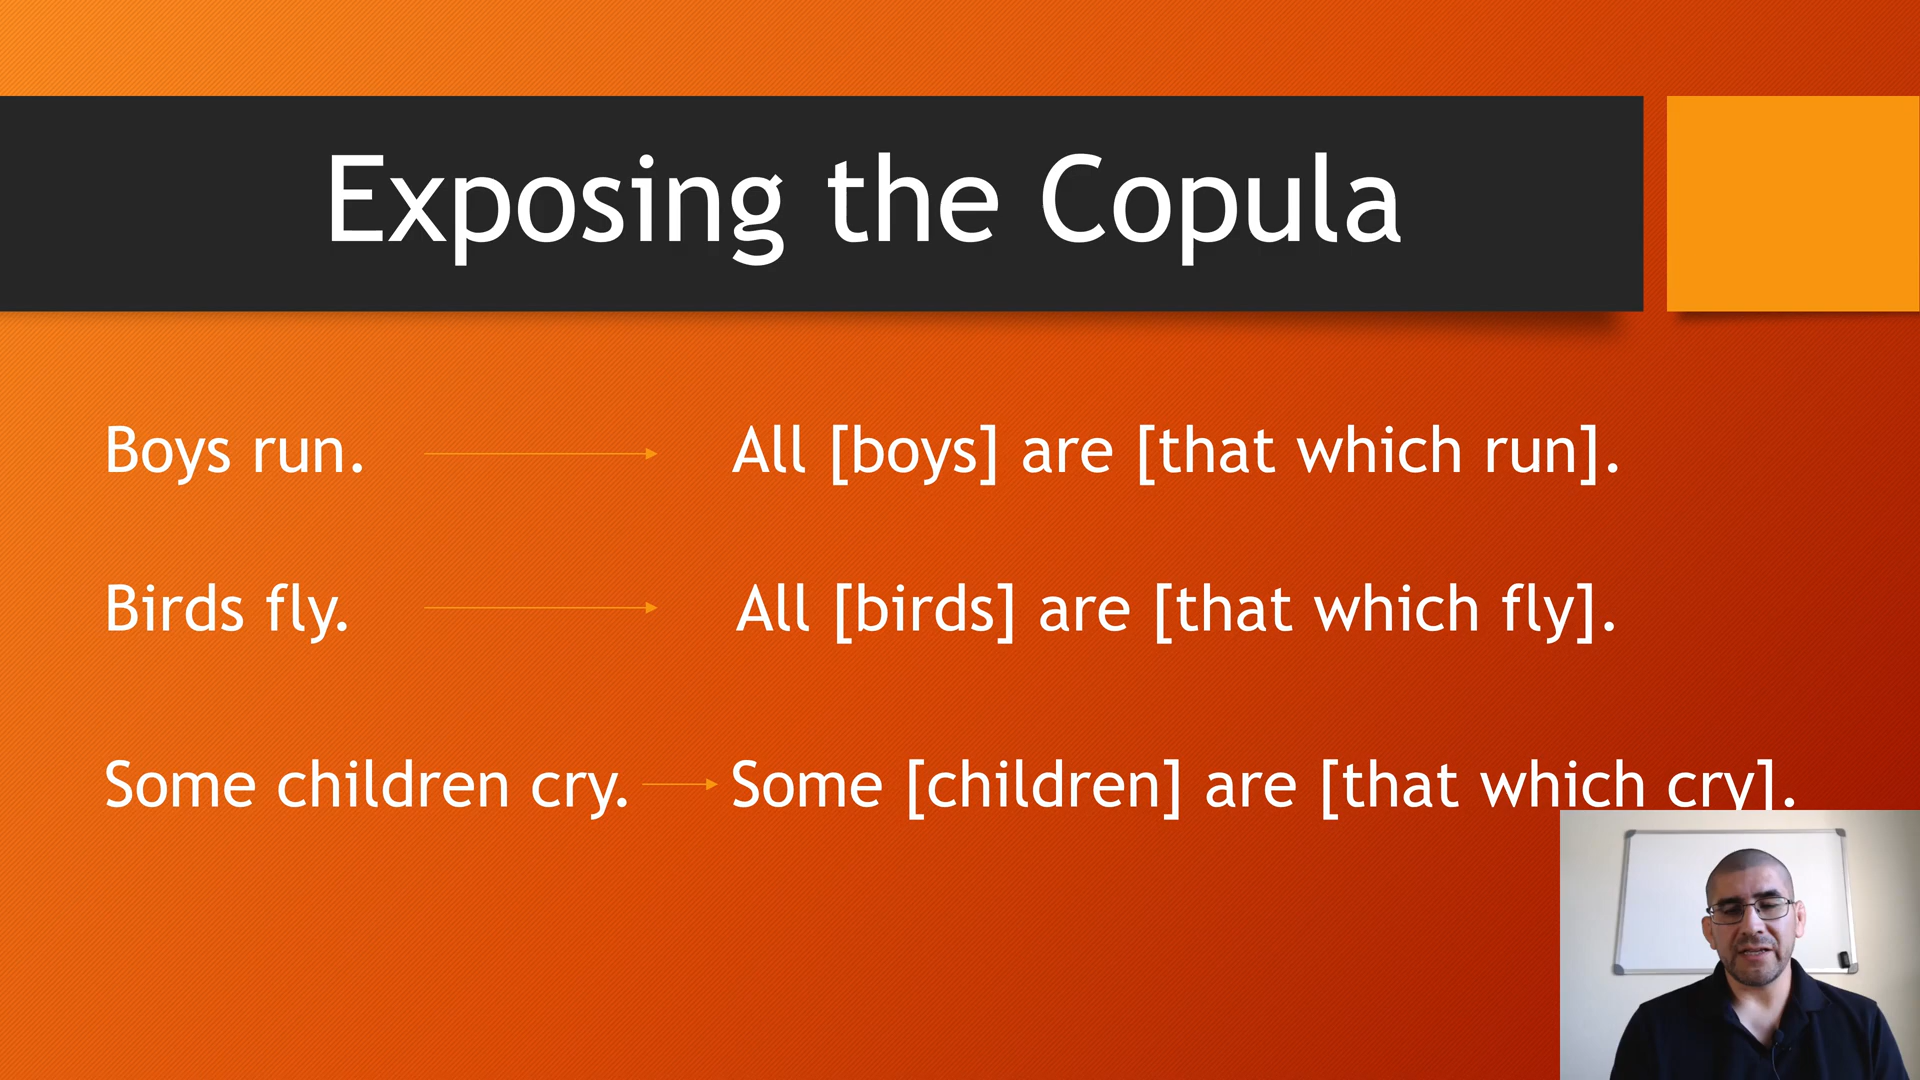 Exposing the Copula
Boys run. All [boys] are [that which run].
Birds fly. All [birds] are [that which fly].
Some children cry. Some [children] are [that which cry].